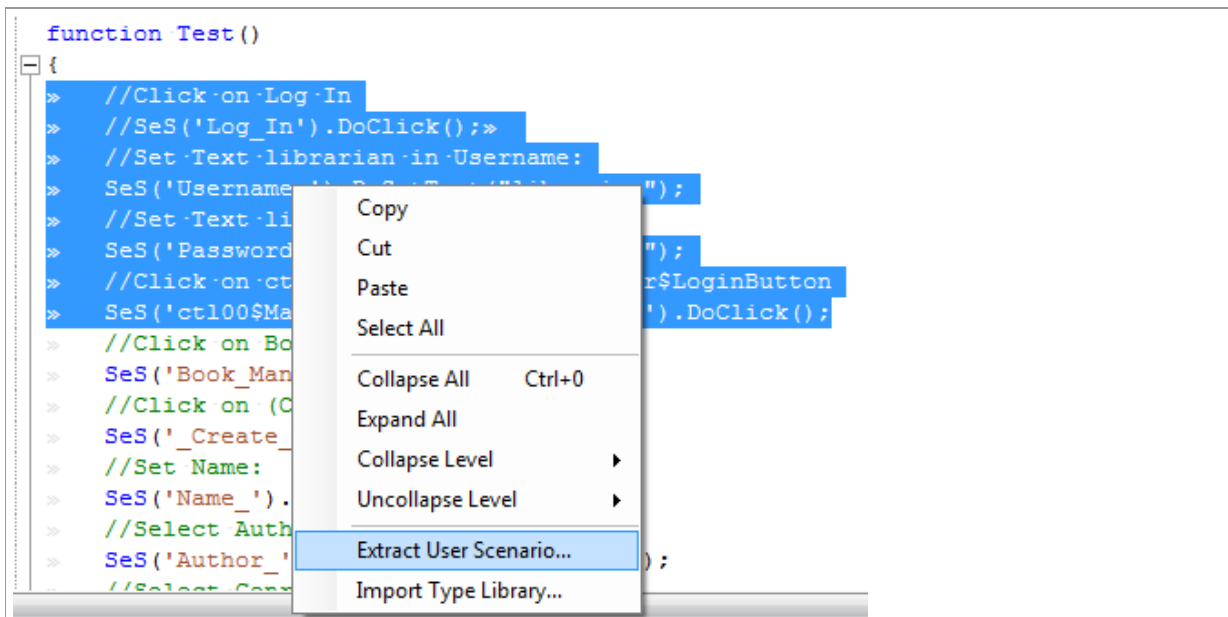 function Test()
{
» //Click·on·Log·In
» //SeS('Log_In').DoClick();»
» //Set·Text·librarian·in·Username:
» SeS('Username ");
» //Set·Text·li
» SeS('Password ");
» //Click·on·ct r$LoginButton
» SeS('ctl00$Ma ').DoClick();
» //Click·on·Bo
» SeS('Book_Man
» //Click·on·(C
» SeS('_Create_
» //Set·Name:
» SeS('Name_').
» //Select·Auth
» SeS('Author_' );
Copy
Cut
Paste
Select All
Collapse All Ctrl+0
Expand All
Collapse Level
Uncollapse Level
Extract User Scenario...
Import Type Library...